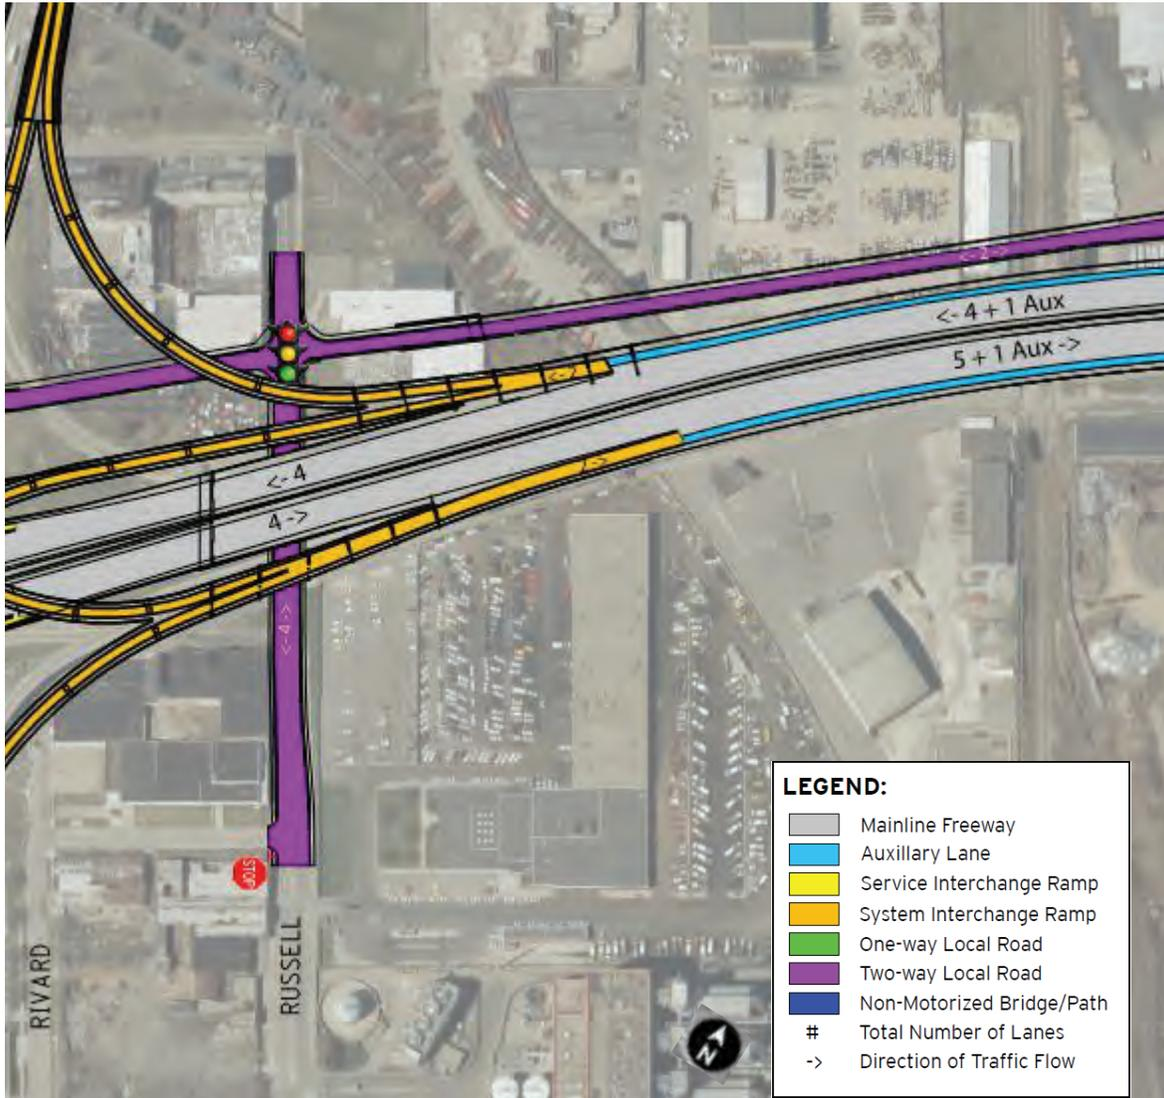 <-2->
<- 4 + 1 Aux
5 + 1 Aux ->
<-2
<- 4
4 ->
<-4->
STOP
RIVARD
RUSSELL
N
LEGEND:
Mainline Freeway
Auxillary Lane
Service Interchange Ramp
System Interchange Ramp
One-way Local Road
Two-way Local Road
Non-Motorized Bridge/Path
# Total Number of Lanes
-> Direction of Traffic Flow